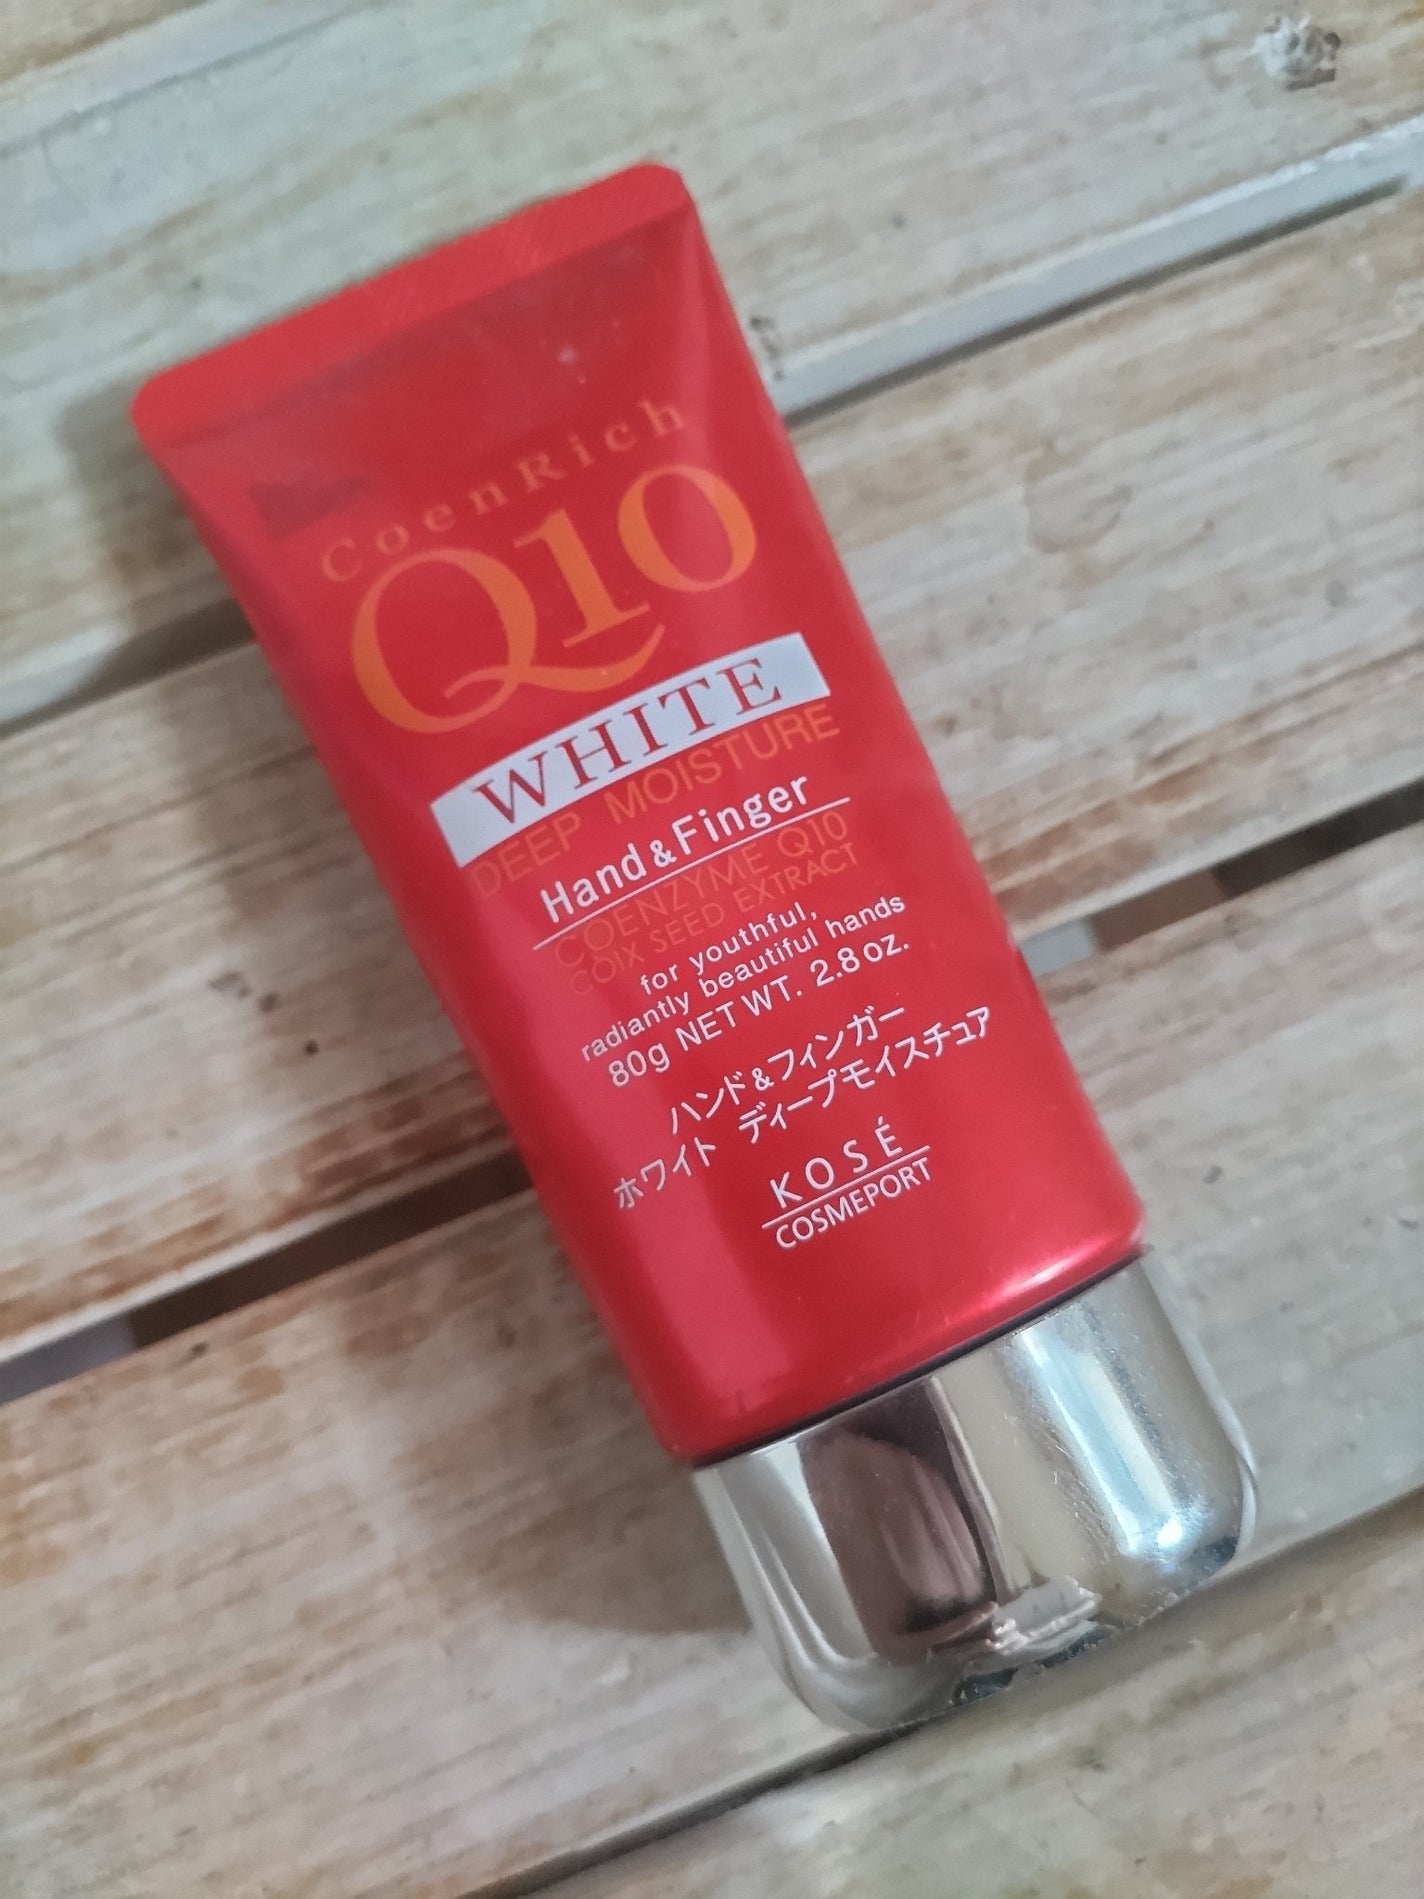 CoenRich
Q10
WHITE
DEEP MOISTURE
Hand&Finger
COENZYME Q10
COIX SEED EXTRACT
for youthful,
radiantly beautiful hands
80g NET WT. 2.8oz.
ハンド&フィンガー
ホワイト ディープモイスチュア
KOSÉ
COSMEPORT